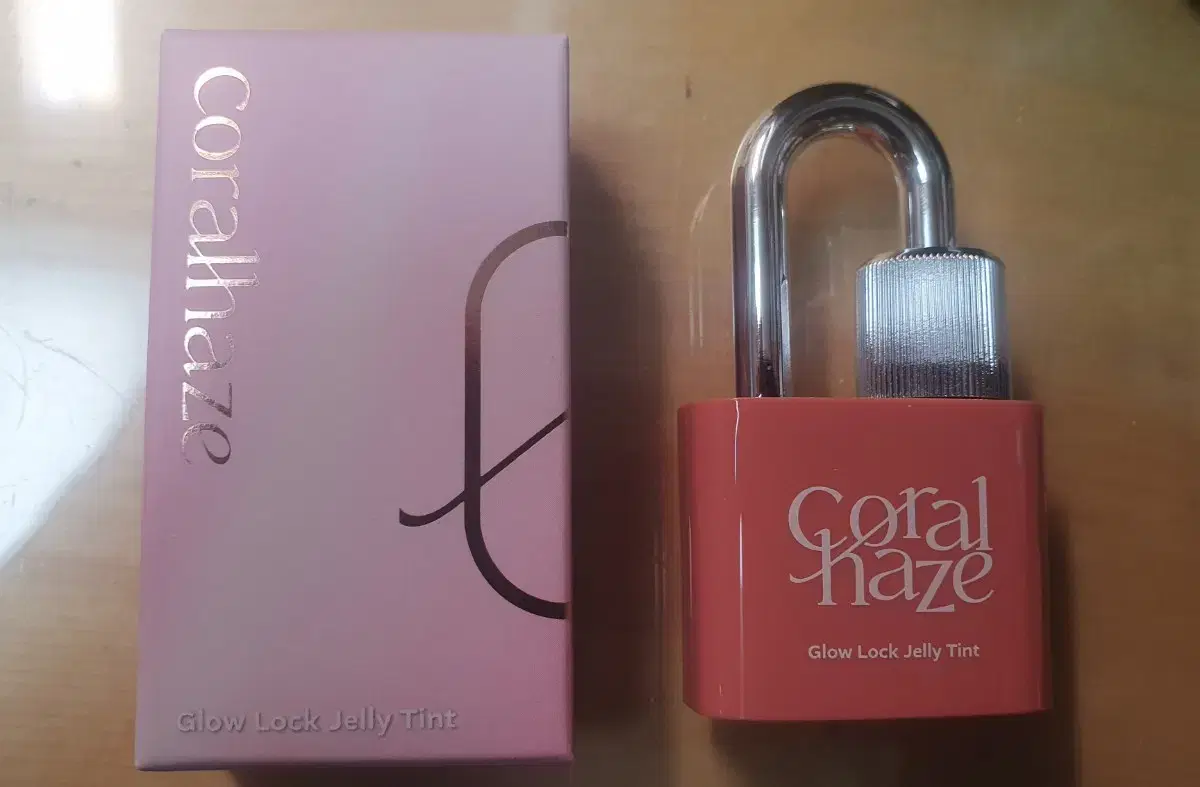 coralhaze
Glow Lock Jelly Tint
Coral
haze
Glow Lock Jelly Tint